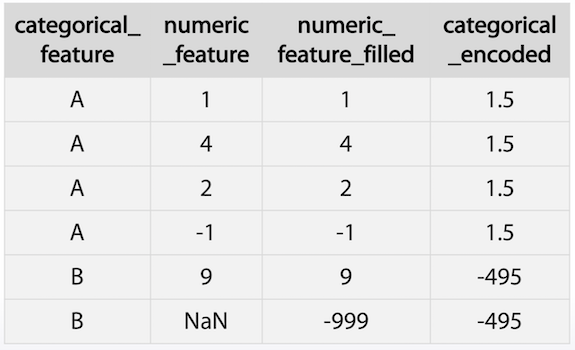 categorical_ numeric numeric_ categorical
feature _feature feature_filled _encoded
A 1 1 1.5
A 4 4 1.5
A 2 2 1.5
A -1 -1 1.5
B 9 9 -495
B NaN -999 -495